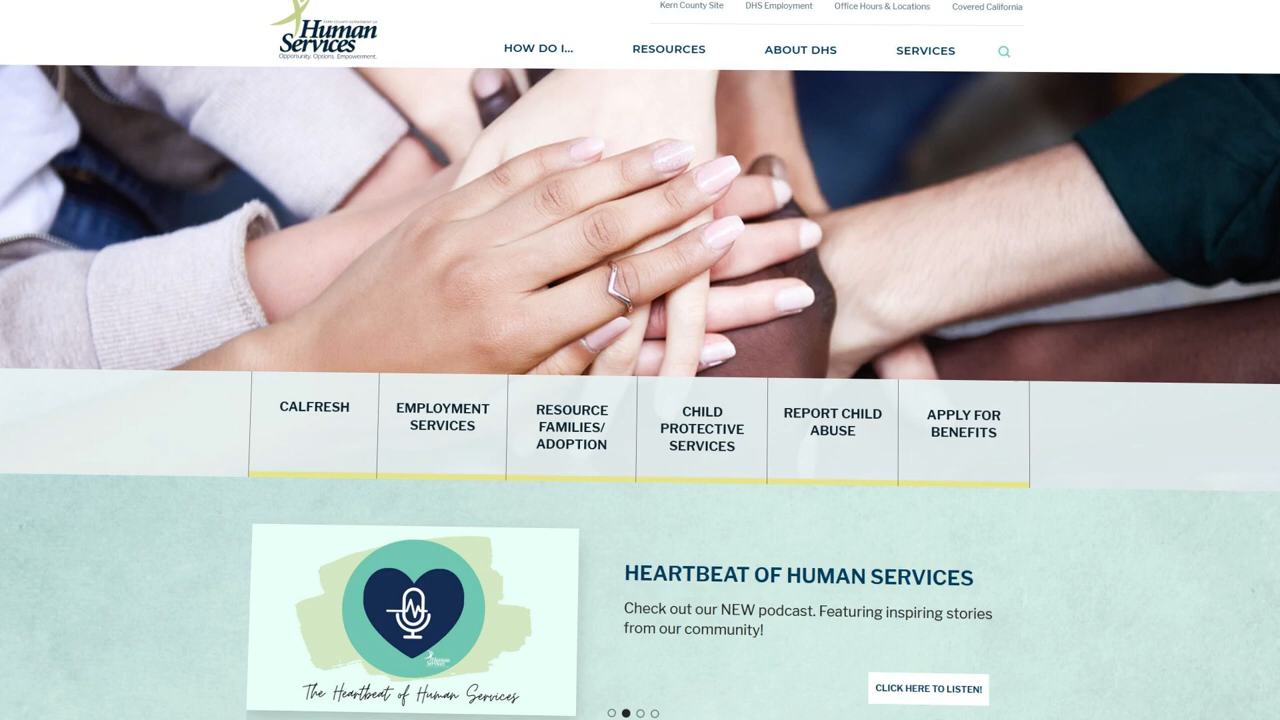 Kern County Site DHS Employment Office Hours & Locations Covered California
Human
Services
Opportunity. Options. Empowerment.
HOW DO I... RESOURCES ABOUT DHS SERVICES
CALFRESH
EMPLOYMENT
SERVICES
RESOURCE
FAMILIES/
ADOPTION
CHILD
PROTECTIVE
SERVICES
REPORT CHILD
ABUSE
APPLY FOR
BENEFITS
Human
Services
The Heartbeat of Human Services
HEARTBEAT OF HUMAN SERVICES
Check out our NEW podcast. Featuring inspiring stories
from our community!
CLICK HERE TO LISTEN!